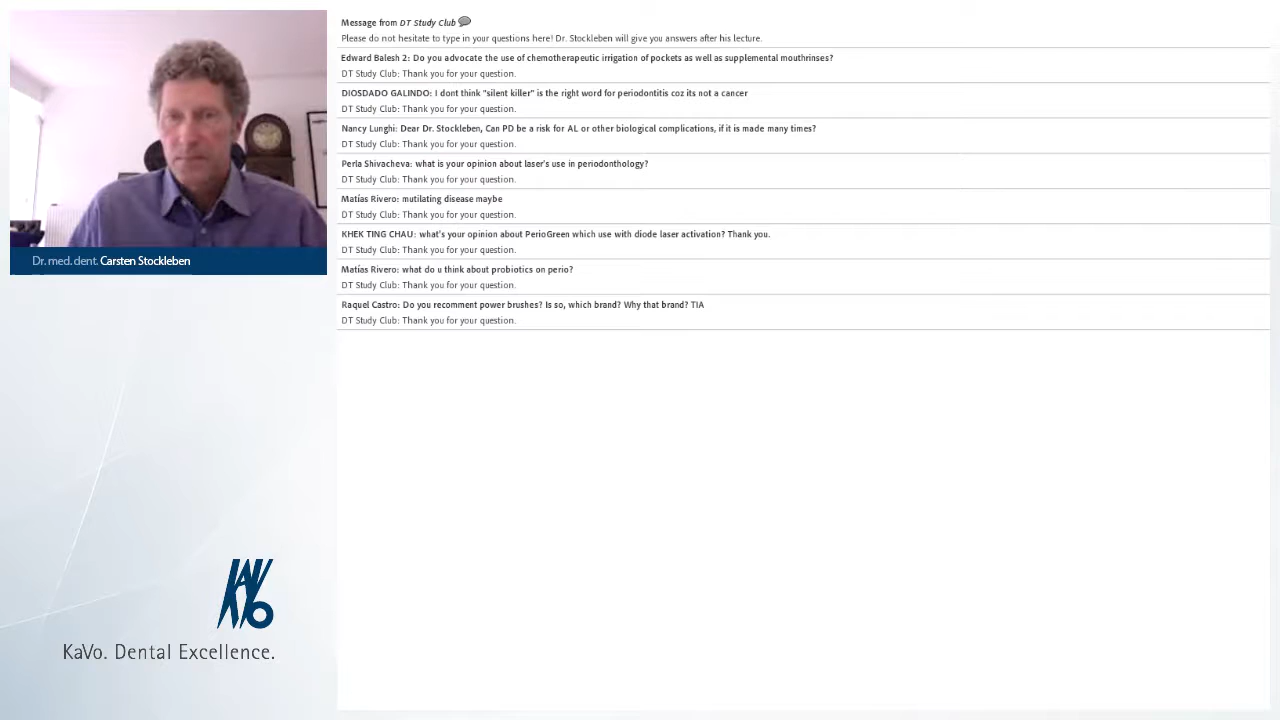 Message from DT Study Club
Please do not hesitate to type in your questions here! Dr. Stockleben will give you answers after his lecture.
Edward Balesh 2: Do you advocate the use of chemotherapeutic irrigation of pockets as well as supplemental mouthrinses?
DT Study Club: Thank you for your question.
DIOSDADO GALINDO: I dont think "silent killer" is the right word for periodontitis coz its not a cancer
DT Study Club: Thank you for your question.
Nancy Lunghi: Dear Dr. Stockleben, Can PD be a risk for AL or other biological complications, if it is made many times?
DT Study Club: Thank you for your question.
Perla Shivacheva: what is your opinion about laser's use in periodonthology?
DT Study Club: Thank you for your question.
Matías Rivero: mutilating disease maybe
DT Study Club: Thank you for your question.
KHEK TING CHAU: what's your opinion about PerioGreen which use with diode laser activation? Thank you.
DT Study Club: Thank you for your question.
Matías Rivero: what do u think about probiotics on perio?
DT Study Club: Thank you for your question.
Raquel Castro: Do you recomment power brushes? Is so, which brand? Why that brand? TIA
DT Study Club: Thank you for your question.
Dr. med. dent. Carsten Stockleben
KAVO
KaVo. Dental Excellence.